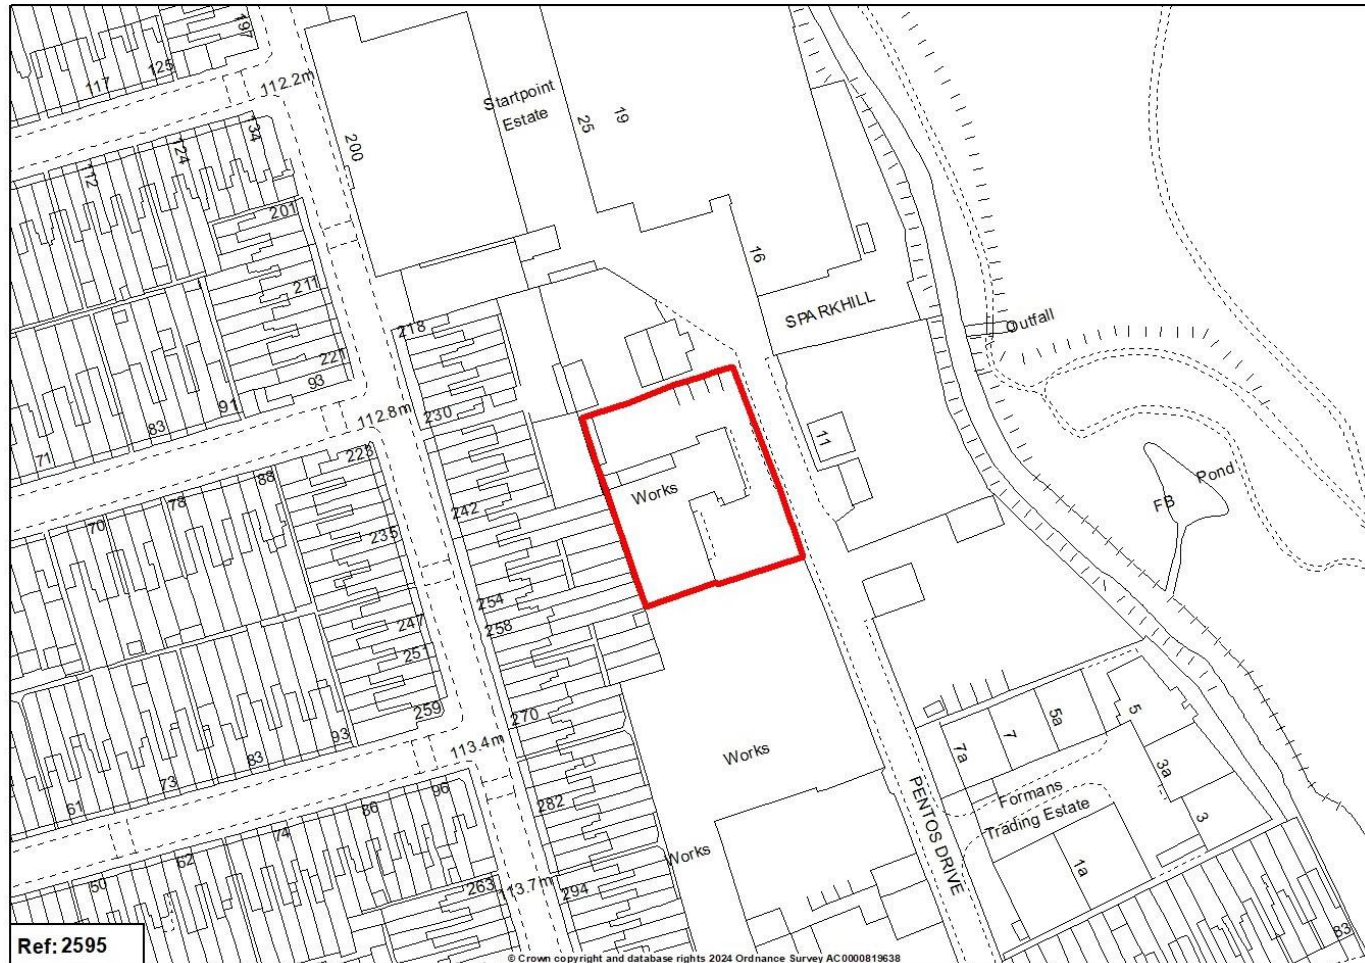 197
125
117
112.2m
134
124
112
200
Startpoint
Estate
25
19
201
211
16
218
SPARKHILL
Outfall
221
93
91
83
71
112.8m
230
11
223
88
78
70
235
242
Works
Pond
FB
254
247
258
251
259
270
93
83
73
61
113.4m
Works
5
5a
7
7a
3a
3
Formans
Trading Estate
1a
PENTOS DRIVE
96
86
74
62
50
282
Works
263
113.7m
294
83
Ref: 2595
© Crown copyright and database rights 2024 Ordnance Survey AC0000819638